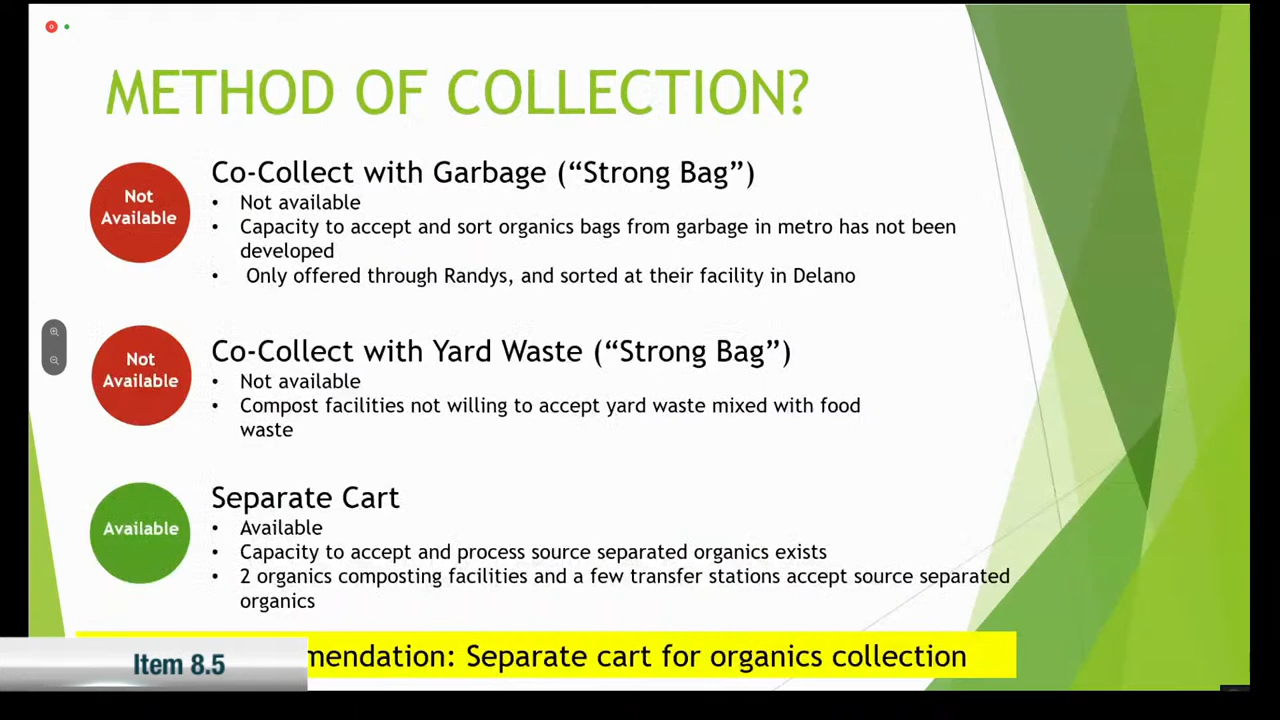 METHOD OF COLLECTION?
Not
Available
Co-Collect with Garbage (“Strong Bag”)
• Not available
• Capacity to accept and sort organics bags from garbage in metro has not been
developed
• Only offered through Randys, and sorted at their facility in Delano
Not
Available
Co-Collect with Yard Waste (“Strong Bag”)
• Not available
• Compost facilities not willing to accept yard waste mixed with food
waste
Available
Separate Cart
• Available
• Capacity to accept and process source separated organics exists
• 2 organics composting facilities and a few transfer stations accept source separated
organics
mendation: Separate cart for organics collection
Item 8.5